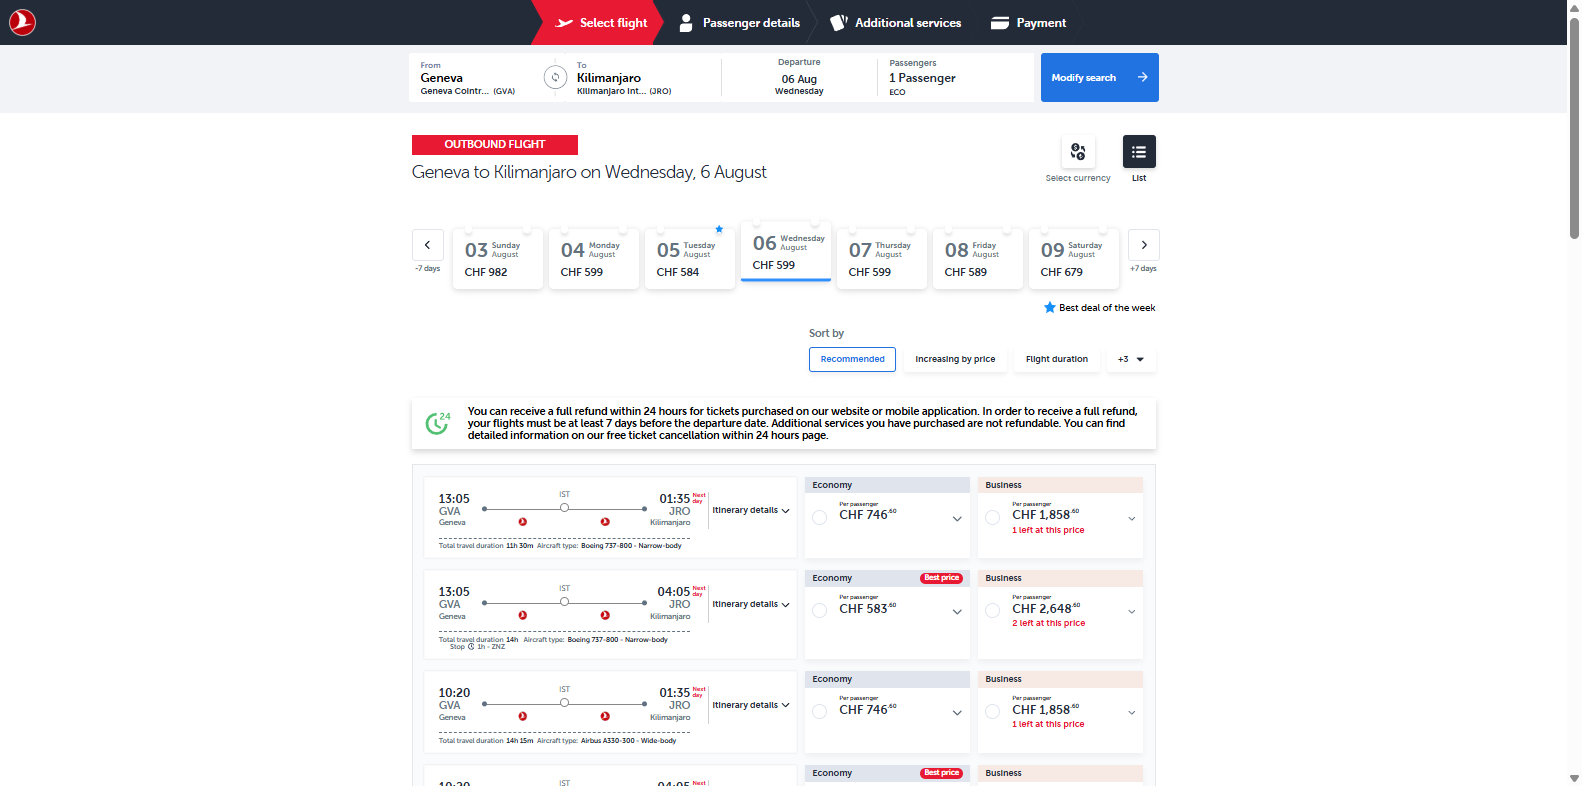 Select flight
Passenger details
Additional services
Payment
From
Geneva
Geneva Cointr... (GVA)
To
Kilimanjaro
Kilimanjaro Int... (JRO)
Departure
06 Aug
Wednesday
Passengers
1 Passenger
ECO
Modify search
OUTBOUND FLIGHT
Geneva to Kilimanjaro on Wednesday, 6 August
Select currency
List
-7 days
03 Sunday August
CHF 982
04 Monday August
CHF 599
05 Tuesday August
CHF 584
06 Wednesday August
CHF 599
07 Thursday August
CHF 599
08 Friday August
CHF 589
09 Saturday August
CHF 679
+7 days
Best deal of the week
Sort by
Recommended
Increasing by price
Flight duration
+3
24
You can receive a full refund within 24 hours for tickets purchased on our website or mobile application. In order to receive a full refund,
your flights must be at least 7 days before the departure date. Additional services you have purchased are not refundable. You can find
detailed information on our free ticket cancellation within 24 hours page.
13:05
GVA
Geneva
IST
01:35 Next day
JRO
Kilimanjaro
Itinerary details
Total travel duration 11h 30m Aircraft type: Boeing 737-800 - Narrow-body
Economy
Per passenger
CHF 746.60
Business
Per passenger
CHF 1,858.60
1 left at this price
13:05
GVA
Geneva
IST
04:05 Next day
JRO
Kilimanjaro
Itinerary details
Total travel duration 14h Aircraft type: Boeing 737-800 - Narrow-body
Stop 1h - ZNZ
Economy
Best price
Per passenger
CHF 583.60
Business
Per passenger
CHF 2,648.60
2 left at this price
10:20
GVA
Geneva
IST
01:35 Next day
JRO
Kilimanjaro
Itinerary details
Total travel duration 14h 15m Aircraft type: Airbus A330-300 - Wide-body
Economy
Per passenger
CHF 746.60
Business
Per passenger
CHF 1,858.60
1 left at this price
10:20
IST
04:05 Next
Economy
Best price
Business